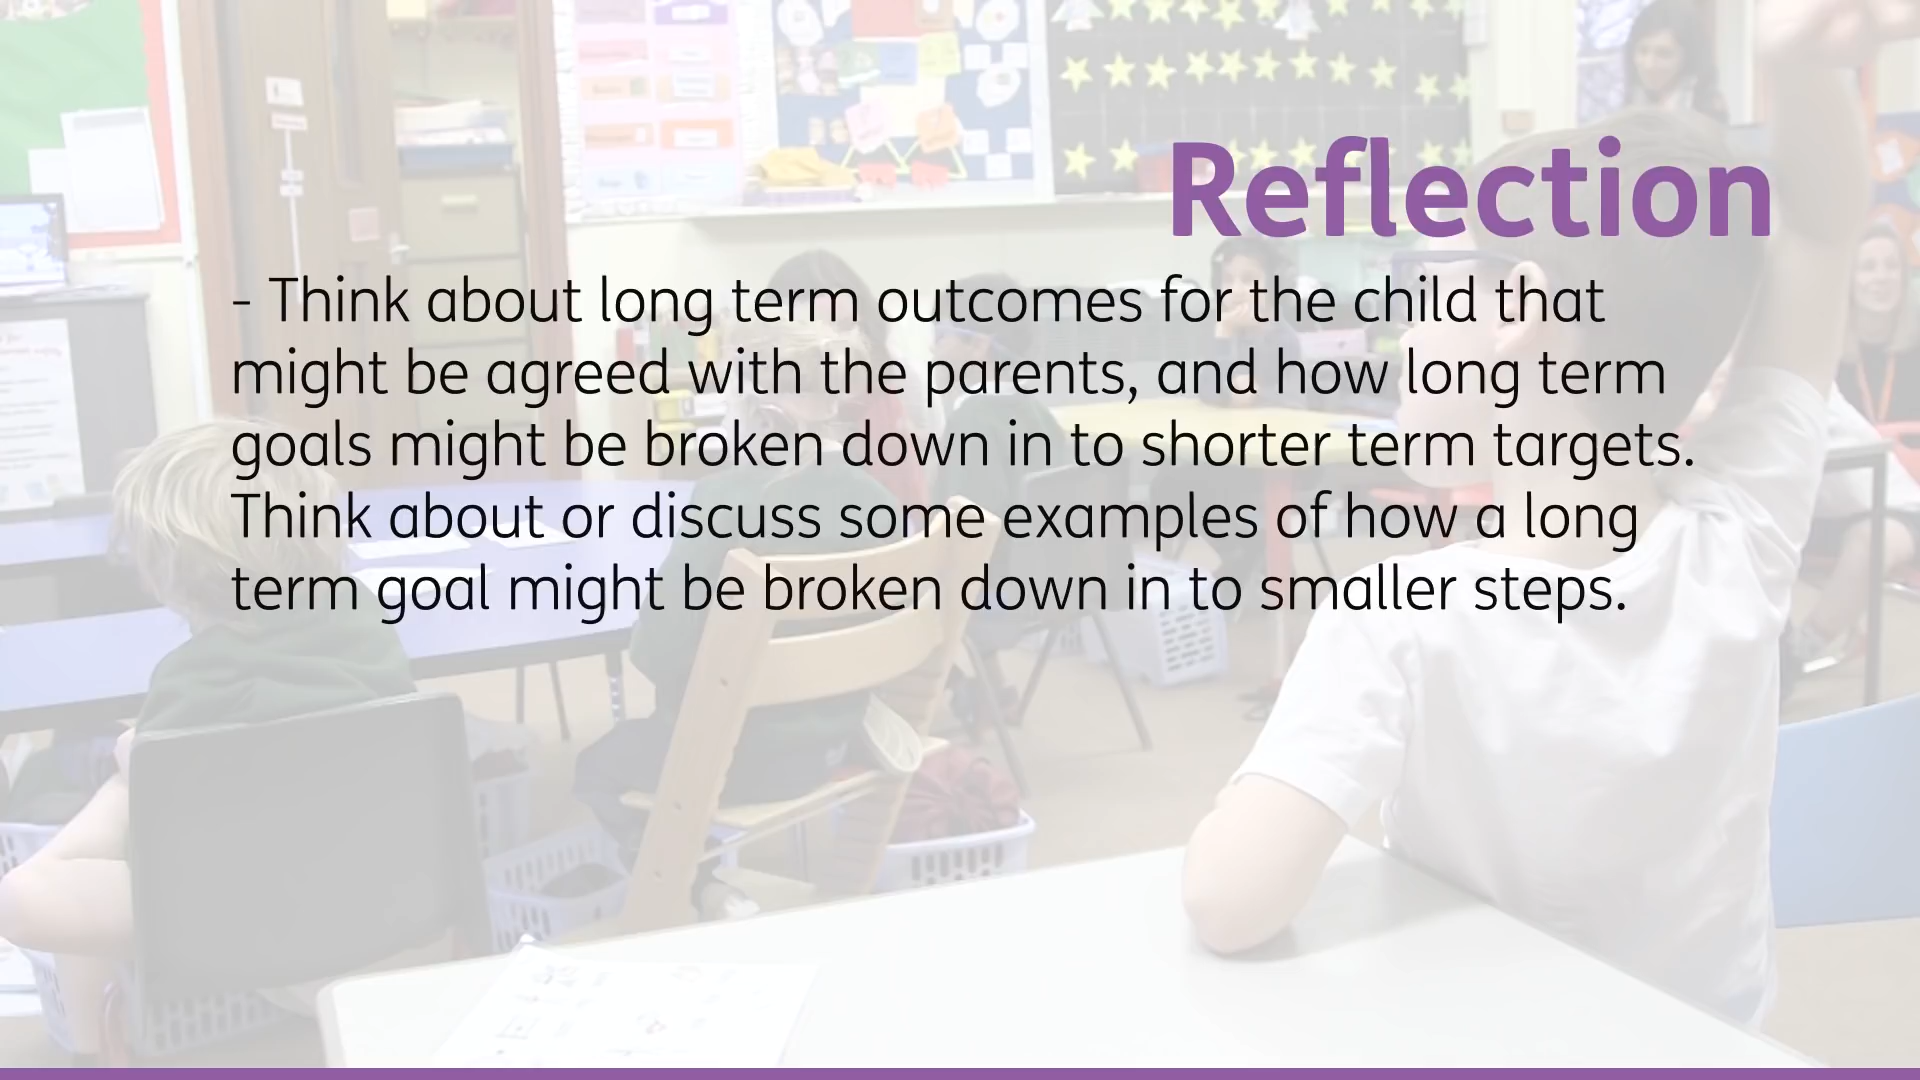 Reflection
- Think about long term outcomes for the child that
might be agreed with the parents, and how long term
goals might be broken down in to shorter term targets.
Think about or discuss some examples of how a long
term goal might be broken down in to smaller steps.